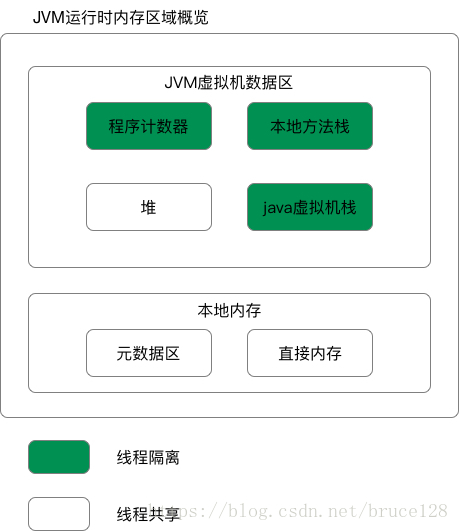 JVM运行时内存区域概览
JVM虚拟机数据区
程序计数器
本地方法栈
堆
java虚拟机栈
本地内存
元数据区
直接内存
线程隔离
线程共享
https://blog.csdn.net/bruce128